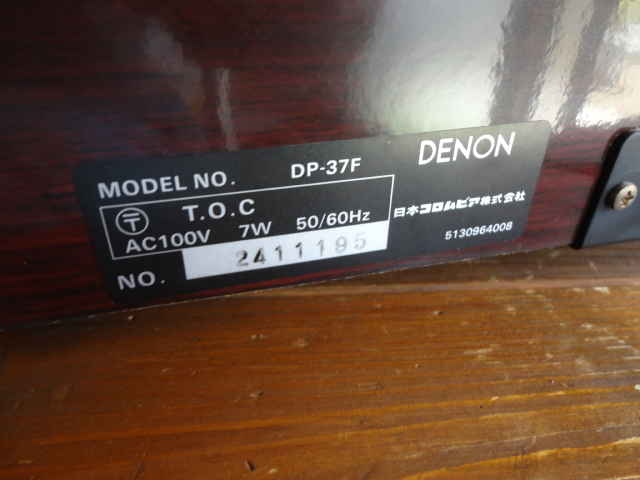 MODEL NO. DP-37F
DENON
〒 T.O.C
AC100V 7W 50/60Hz
日本コロムビア株式会社
NO. 2411195
5130964008